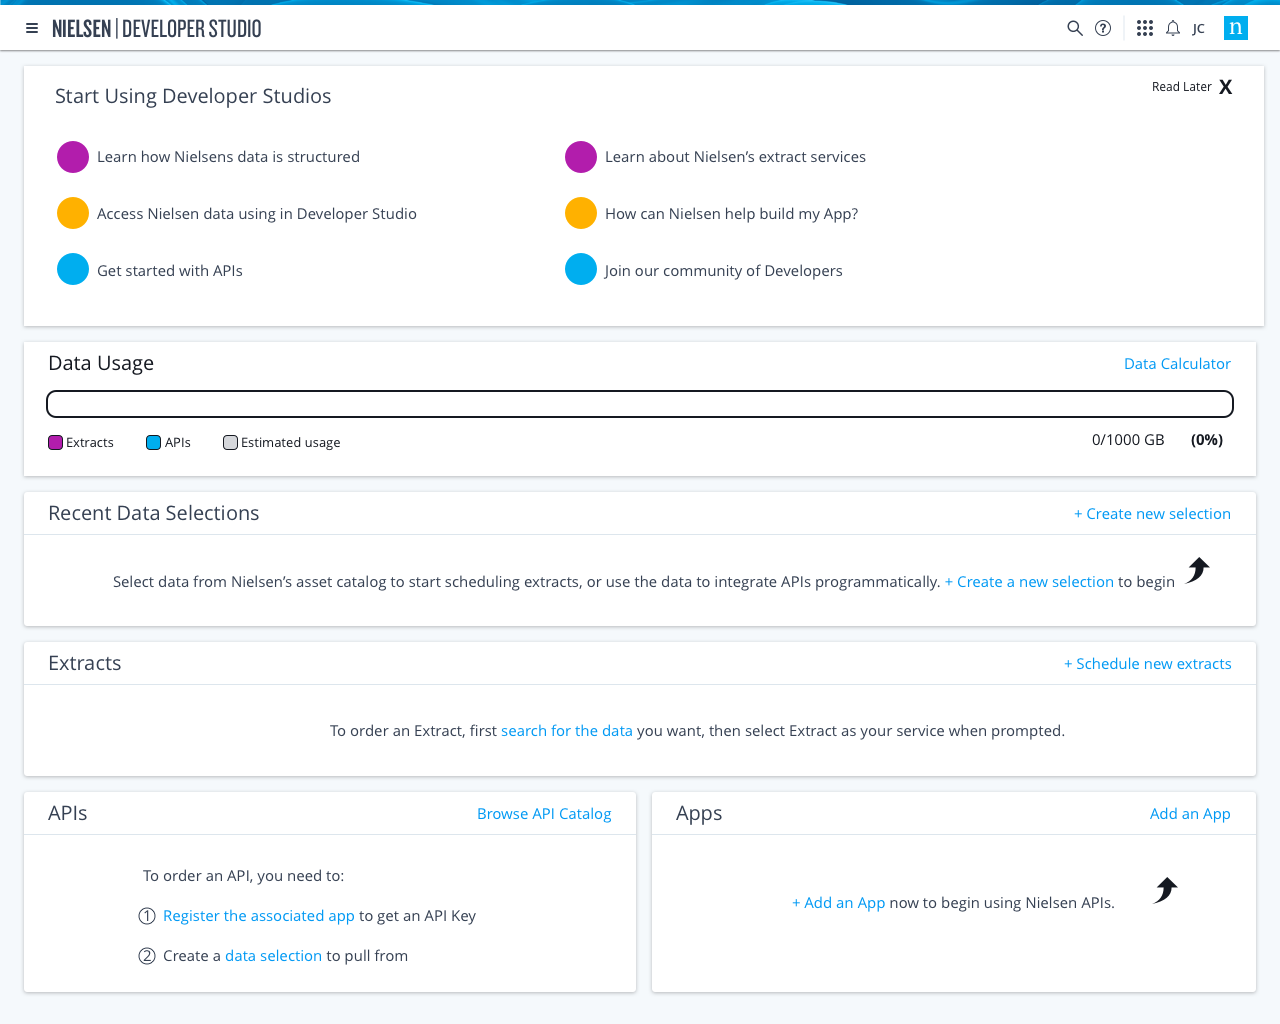 NIELSEN | DEVELOPER STUDIO
JC
n
Start Using Developer Studios
Read Later X
Learn how Nielsens data is structured
Learn about Nielsen’s extract services
Access Nielsen data using in Developer Studio
How can Nielsen help build my App?
Get started with APIs
Join our community of Developers
Data Usage
Data Calculator
Extracts
APIs
Estimated usage
0/1000 GB
(0%)
Recent Data Selections
+ Create new selection
Select data from Nielsen’s asset catalog to start scheduling extracts, or use the data to integrate APIs programmatically. + Create a new selection to begin
Extracts
+ Schedule new extracts
To order an Extract, first search for the data you want, then select Extract as your service when prompted.
APIs
Browse API Catalog
To order an API, you need to:
① Register the associated app to get an API Key
② Create a data selection to pull from
Apps
Add an App
+ Add an App now to begin using Nielsen APIs.